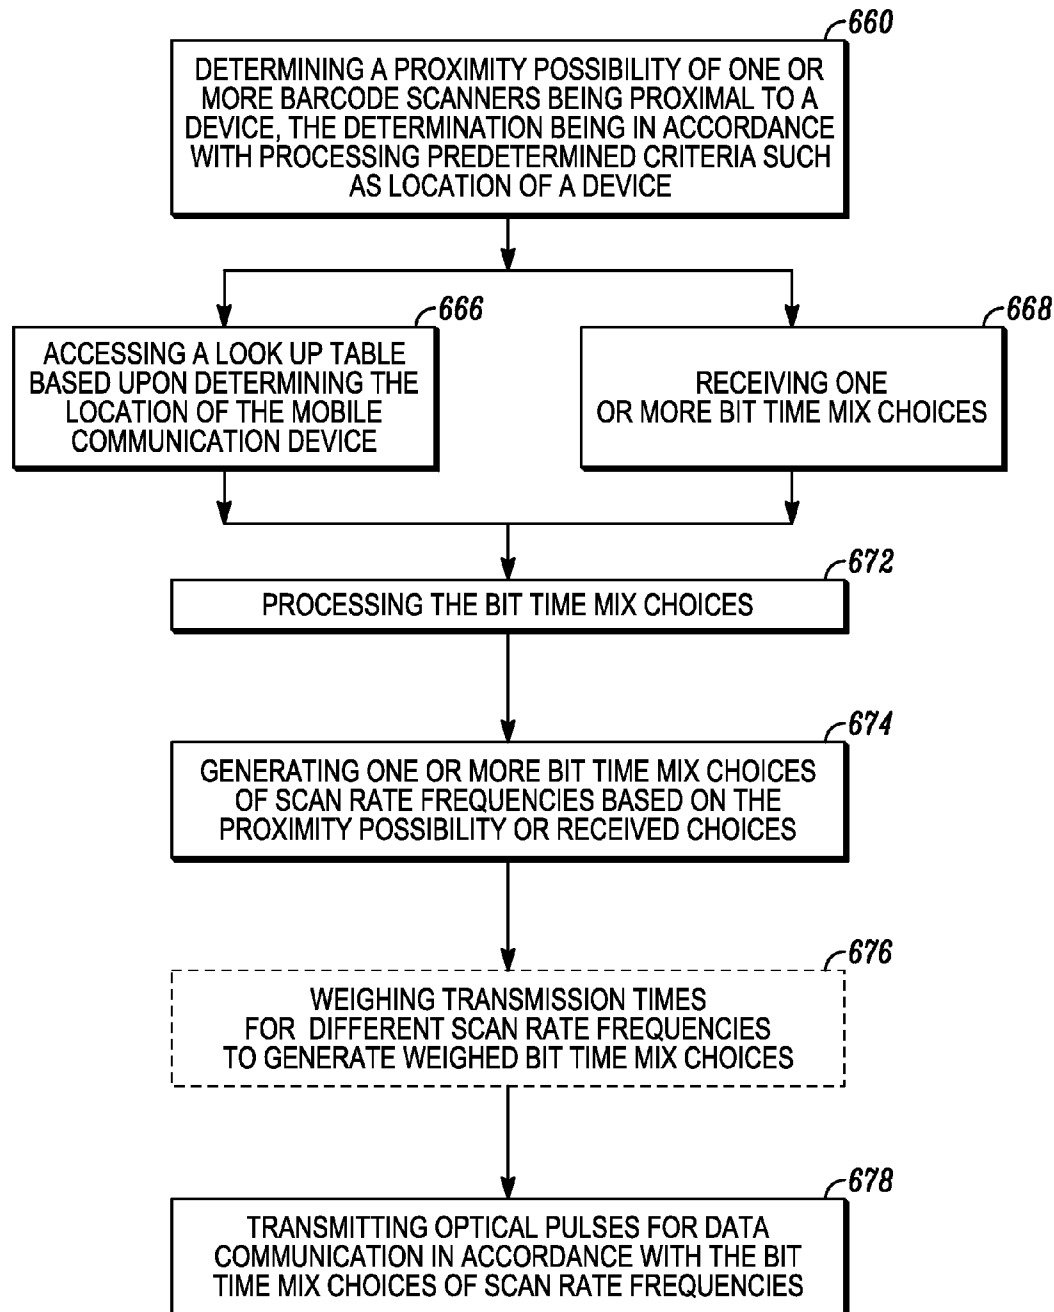 660
DETERMINING A PROXIMITY POSSIBILITY OF ONE OR
MORE BARCODE SCANNERS BEING PROXIMAL TO A
DEVICE, THE DETERMINATION BEING IN ACCORDANCE
WITH PROCESSING PREDETERMINED CRITERIA SUCH
AS LOCATION OF A DEVICE
666
ACCESSING A LOOK UP TABLE
BASED UPON DETERMINING THE
LOCATION OF THE MOBILE
COMMUNICATION DEVICE
668
RECEIVING ONE
OR MORE BIT TIME MIX CHOICES
672
PROCESSING THE BIT TIME MIX CHOICES
674
GENERATING ONE OR MORE BIT TIME MIX CHOICES
OF SCAN RATE FREQUENCIES BASED ON THE
PROXIMITY POSSIBILITY OR RECEIVED CHOICES
676
WEIGHING TRANSMISSION TIMES
FOR DIFFERENT SCAN RATE FREQUENCIES
TO GENERATE WEIGHED BIT TIME MIX CHOICES
678
TRANSMITTING OPTICAL PULSES FOR DATA
COMMUNICATION IN ACCORDANCE WITH THE BIT
TIME MIX CHOICES OF SCAN RATE FREQUENCIES